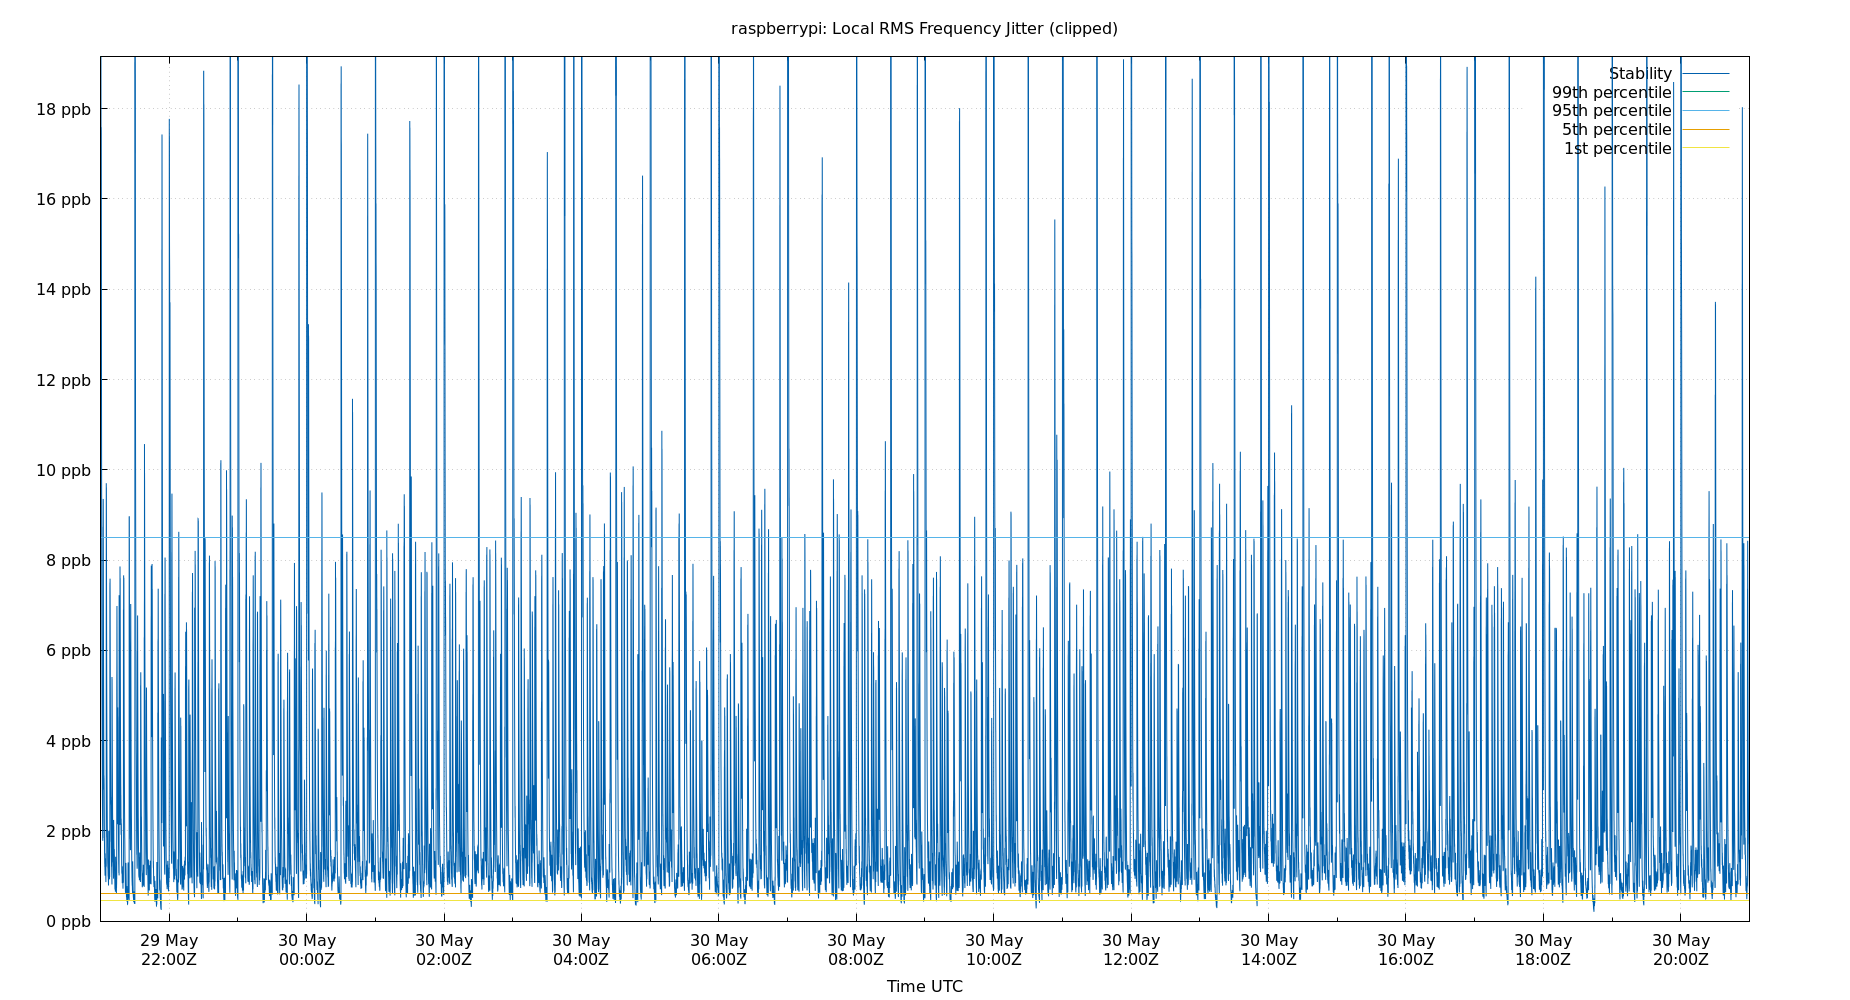 raspberrypi: Local RMS Frequency Jitter (clipped)
Stability
99th percentile
95th percentile
5th percentile
1st percentile
18 ppb
16 ppb
14 ppb
12 ppb
10 ppb
8 ppb
6 ppb
4 ppb
2 ppb
0 ppb
29 May 30 May 30 May 30 May 30 May 30 May 30 May 30 May 30 May 30 May 30 May 30 May
22:00Z 00:00Z 02:00Z 04:00Z 06:00Z 08:00Z 10:00Z 12:00Z 14:00Z 16:00Z 18:00Z 20:00Z
Time UTC